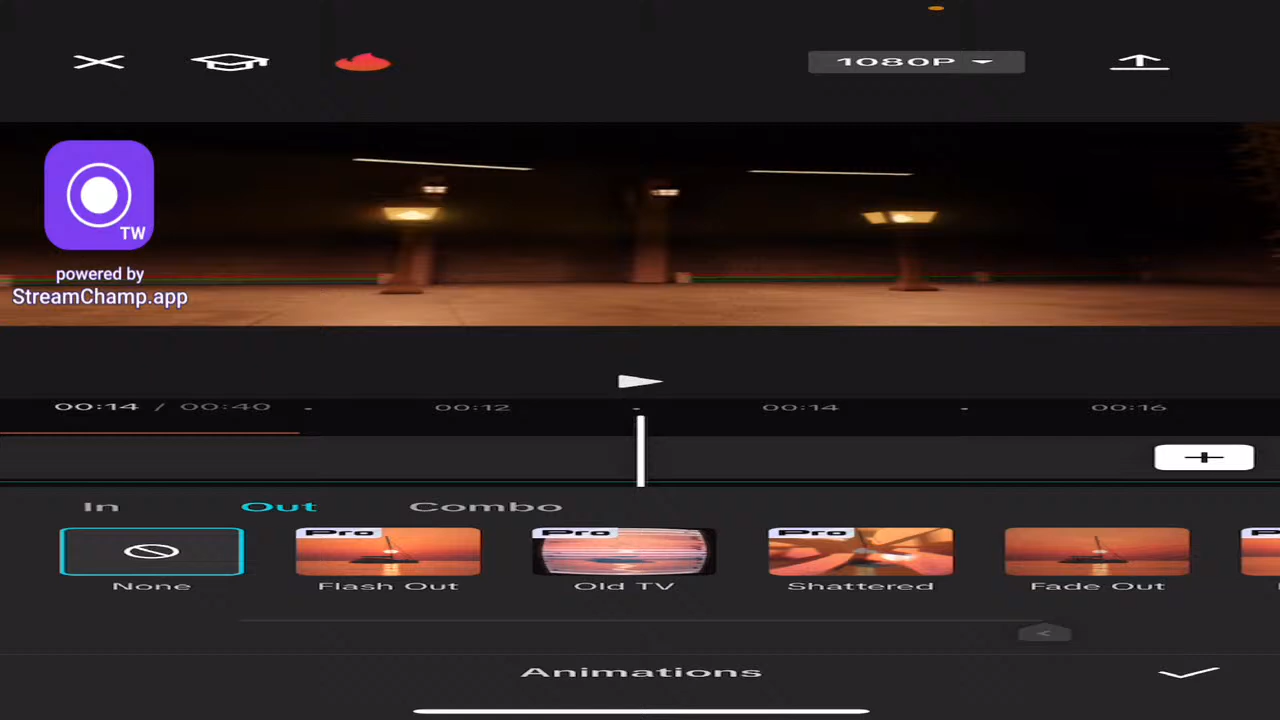 1080P
TW
powered by
StreamChamp.app
00:14 / 00:40
00:12
00:14
00:16
In
Out
Combo
Pro
Pro
Pro
None
Flash Out
Old TV
Shattered
Fade Out
Animations